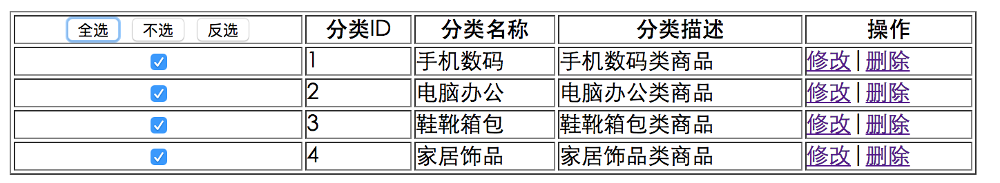 全选 不选 反选 分类ID 分类名称 分类描述 操作
1 手机数码 手机数码类商品 修改|删除
2 电脑办公 电脑办公类商品 修改|删除
3 鞋靴箱包 鞋靴箱包类商品 修改|删除
4 家居饰品 家居饰品类商品 修改|删除